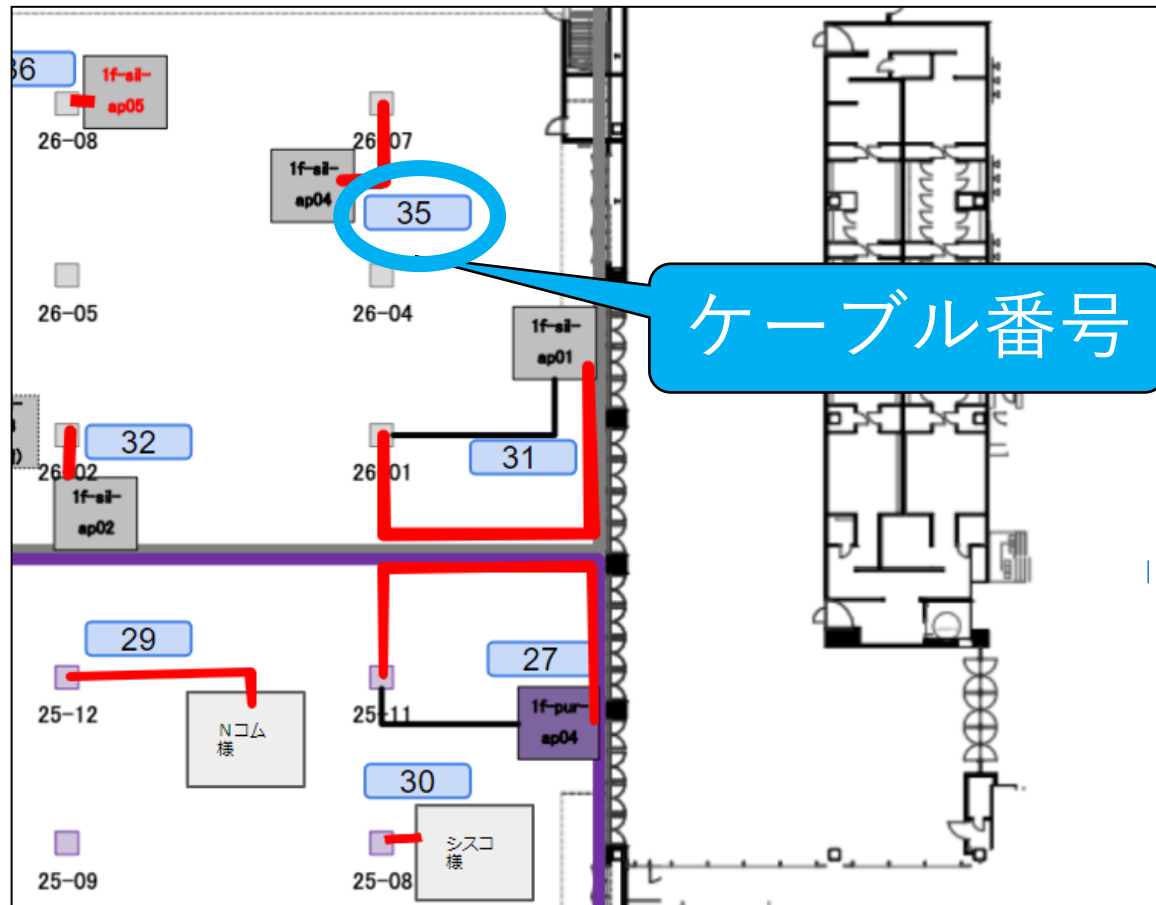 36
1f-sil-
ap05
26-08
26-07
1f-sil-
ap04
35
26-05
26-04
ケーブル番号
1f-sil-
ap01
32
31
26-02
26-01
1f-sil-
ap02
29
27
25-12
25-11
Nコム
様
1f-pur-
ap04
30
シスコ
様
25-09
25-08